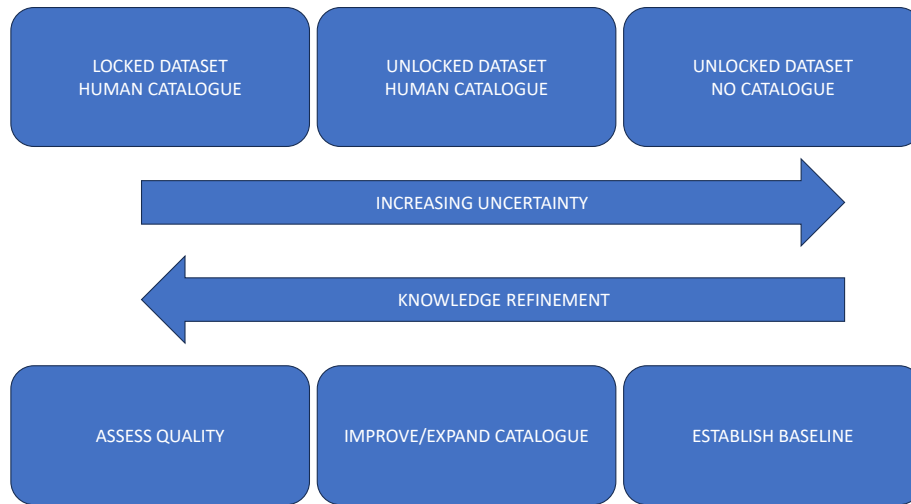 LOCKED DATASET
HUMAN CATALOGUE
UNLOCKED DATASET
HUMAN CATALOGUE
UNLOCKED DATASET
NO CATALOGUE
INCREASING UNCERTAINTY
KNOWLEDGE REFINEMENT
ASSESS QUALITY
IMPROVE/EXPAND CATALOGUE
ESTABLISH BASELINE